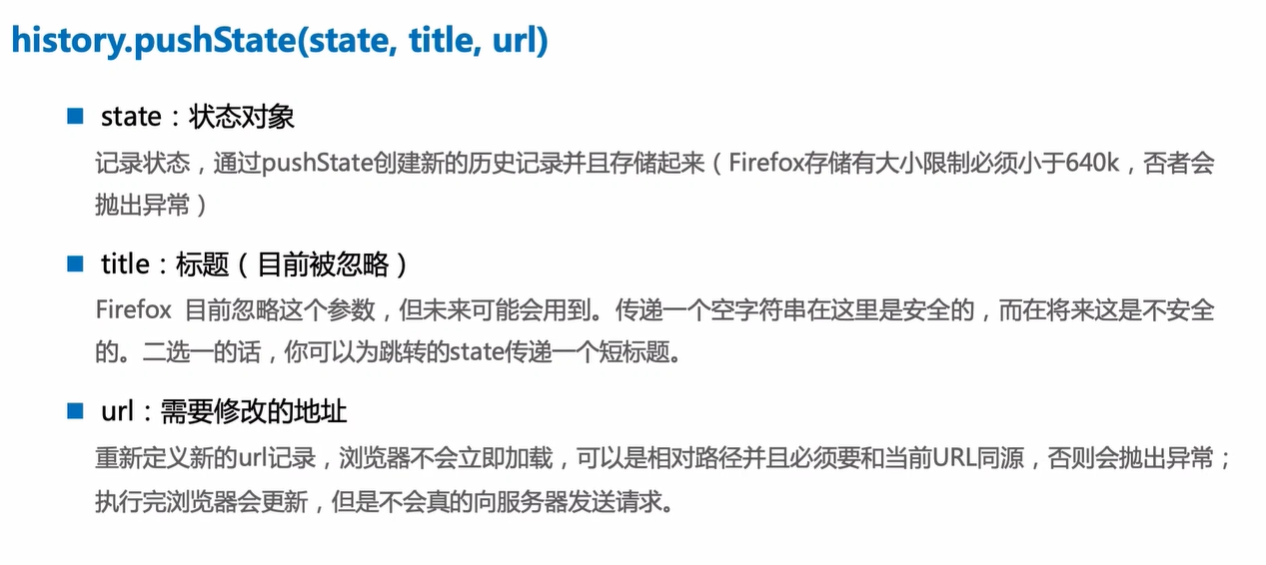 history.pushState(state, title, url)
state：状态对象
记录状态，通过pushState创建新的历史记录并且存储起来（Firefox存储有大小限制必须小于640k，否者会
抛出异常）
title：标题（目前被忽略）
Firefox 目前忽略这个参数，但未来可能会用到。传递一个空字符串在这里是安全的，而在将来这是不安全
的。二选一的话，你可以为跳转的state传递一个短标题。
url：需要修改的地址
重新定义新的url记录，浏览器不会立即加载，可以是相对路径并且必须要和当前URL同源，否则会抛出异常；
执行完浏览器会更新，但是不会真的向服务器发送请求。